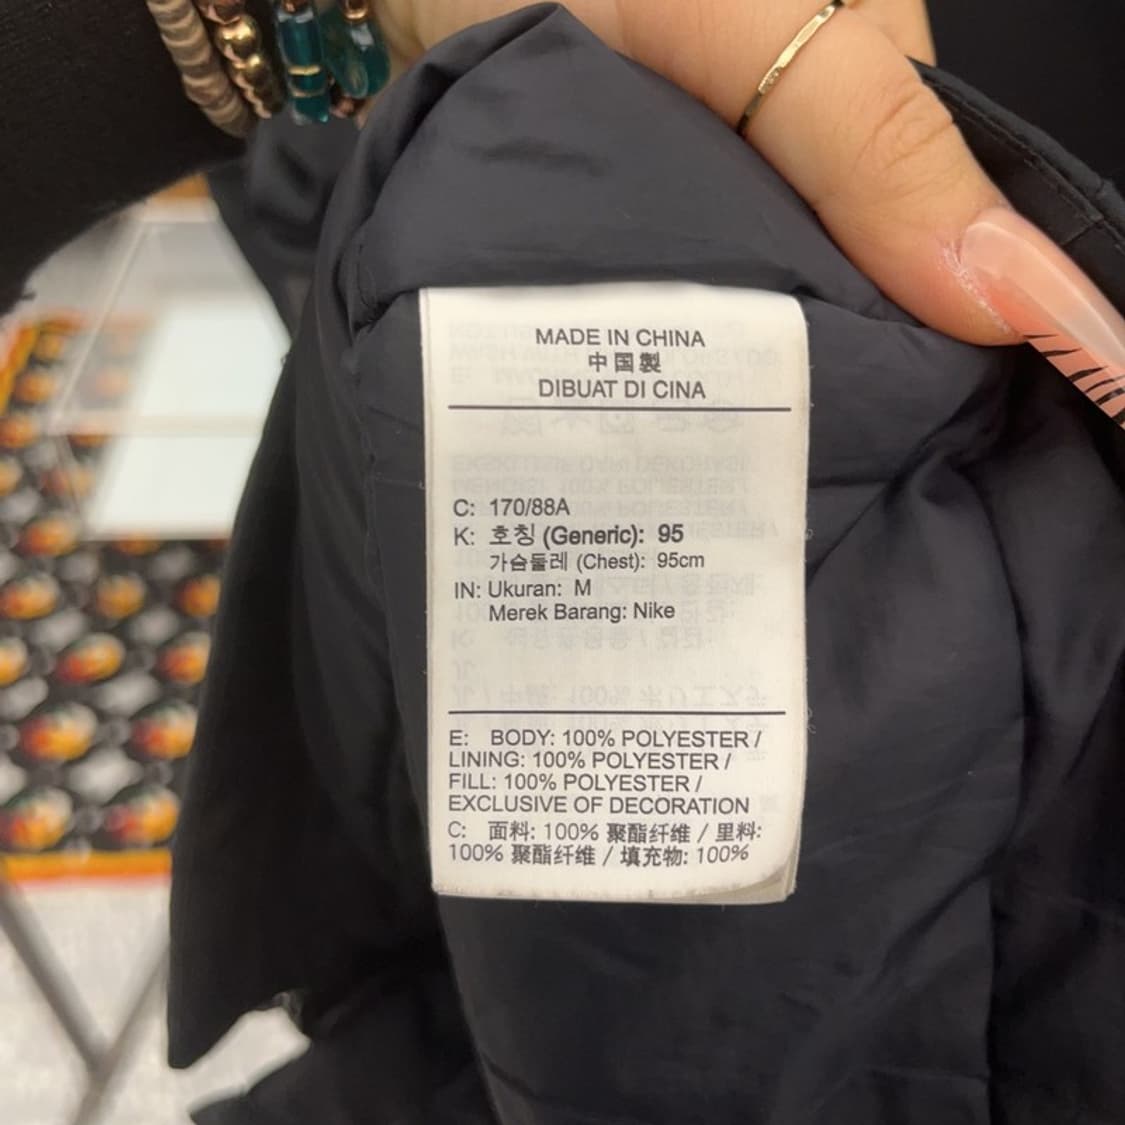 MADE IN CHINA
中国製
DIBUAT DI CINA
C: 170/88A
K: 호칭 (Generic): 95
가슴둘레 (Chest): 95cm
IN: Ukuran: M
Merek Barang: Nike
E: BODY: 100% POLYESTER /
LINING: 100% POLYESTER /
FILL: 100% POLYESTER /
EXCLUSIVE OF DECORATION
C: 面料: 100% 聚酯纤维 / 里料:
100% 聚酯纤维 / 填充物: 100%